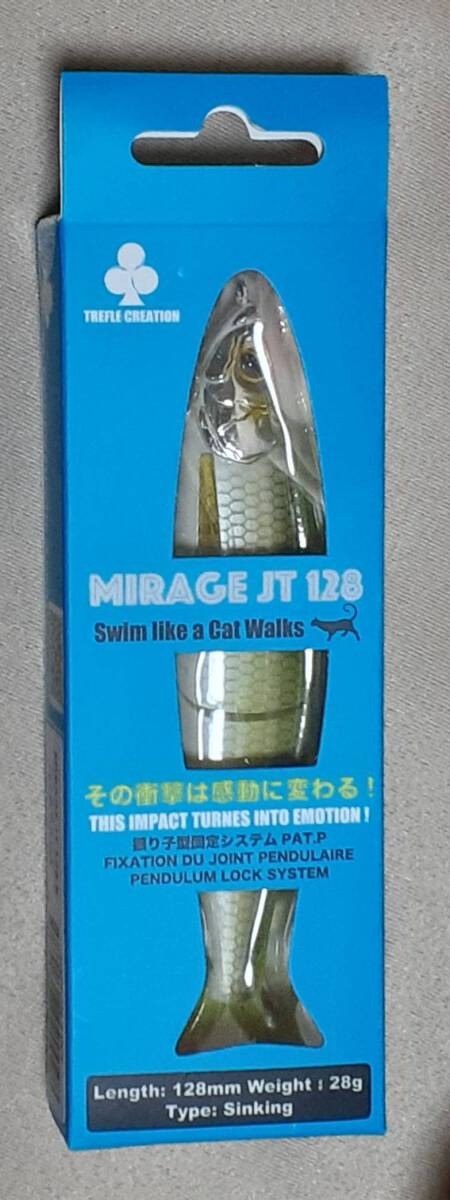 TREFLE CREATION
MIRAGE JT 128
Swim like a Cat Walks
その衝撃は感動に変わる！
THIS IMPACT TURNES INTO EMOTION !
振り子型固定システム PAT.P
FIXATION DU JOINT PENDULAIRE
PENDULUM LOCK SYSTEM
Length: 128mm Weight : 28g
Type: Sinking